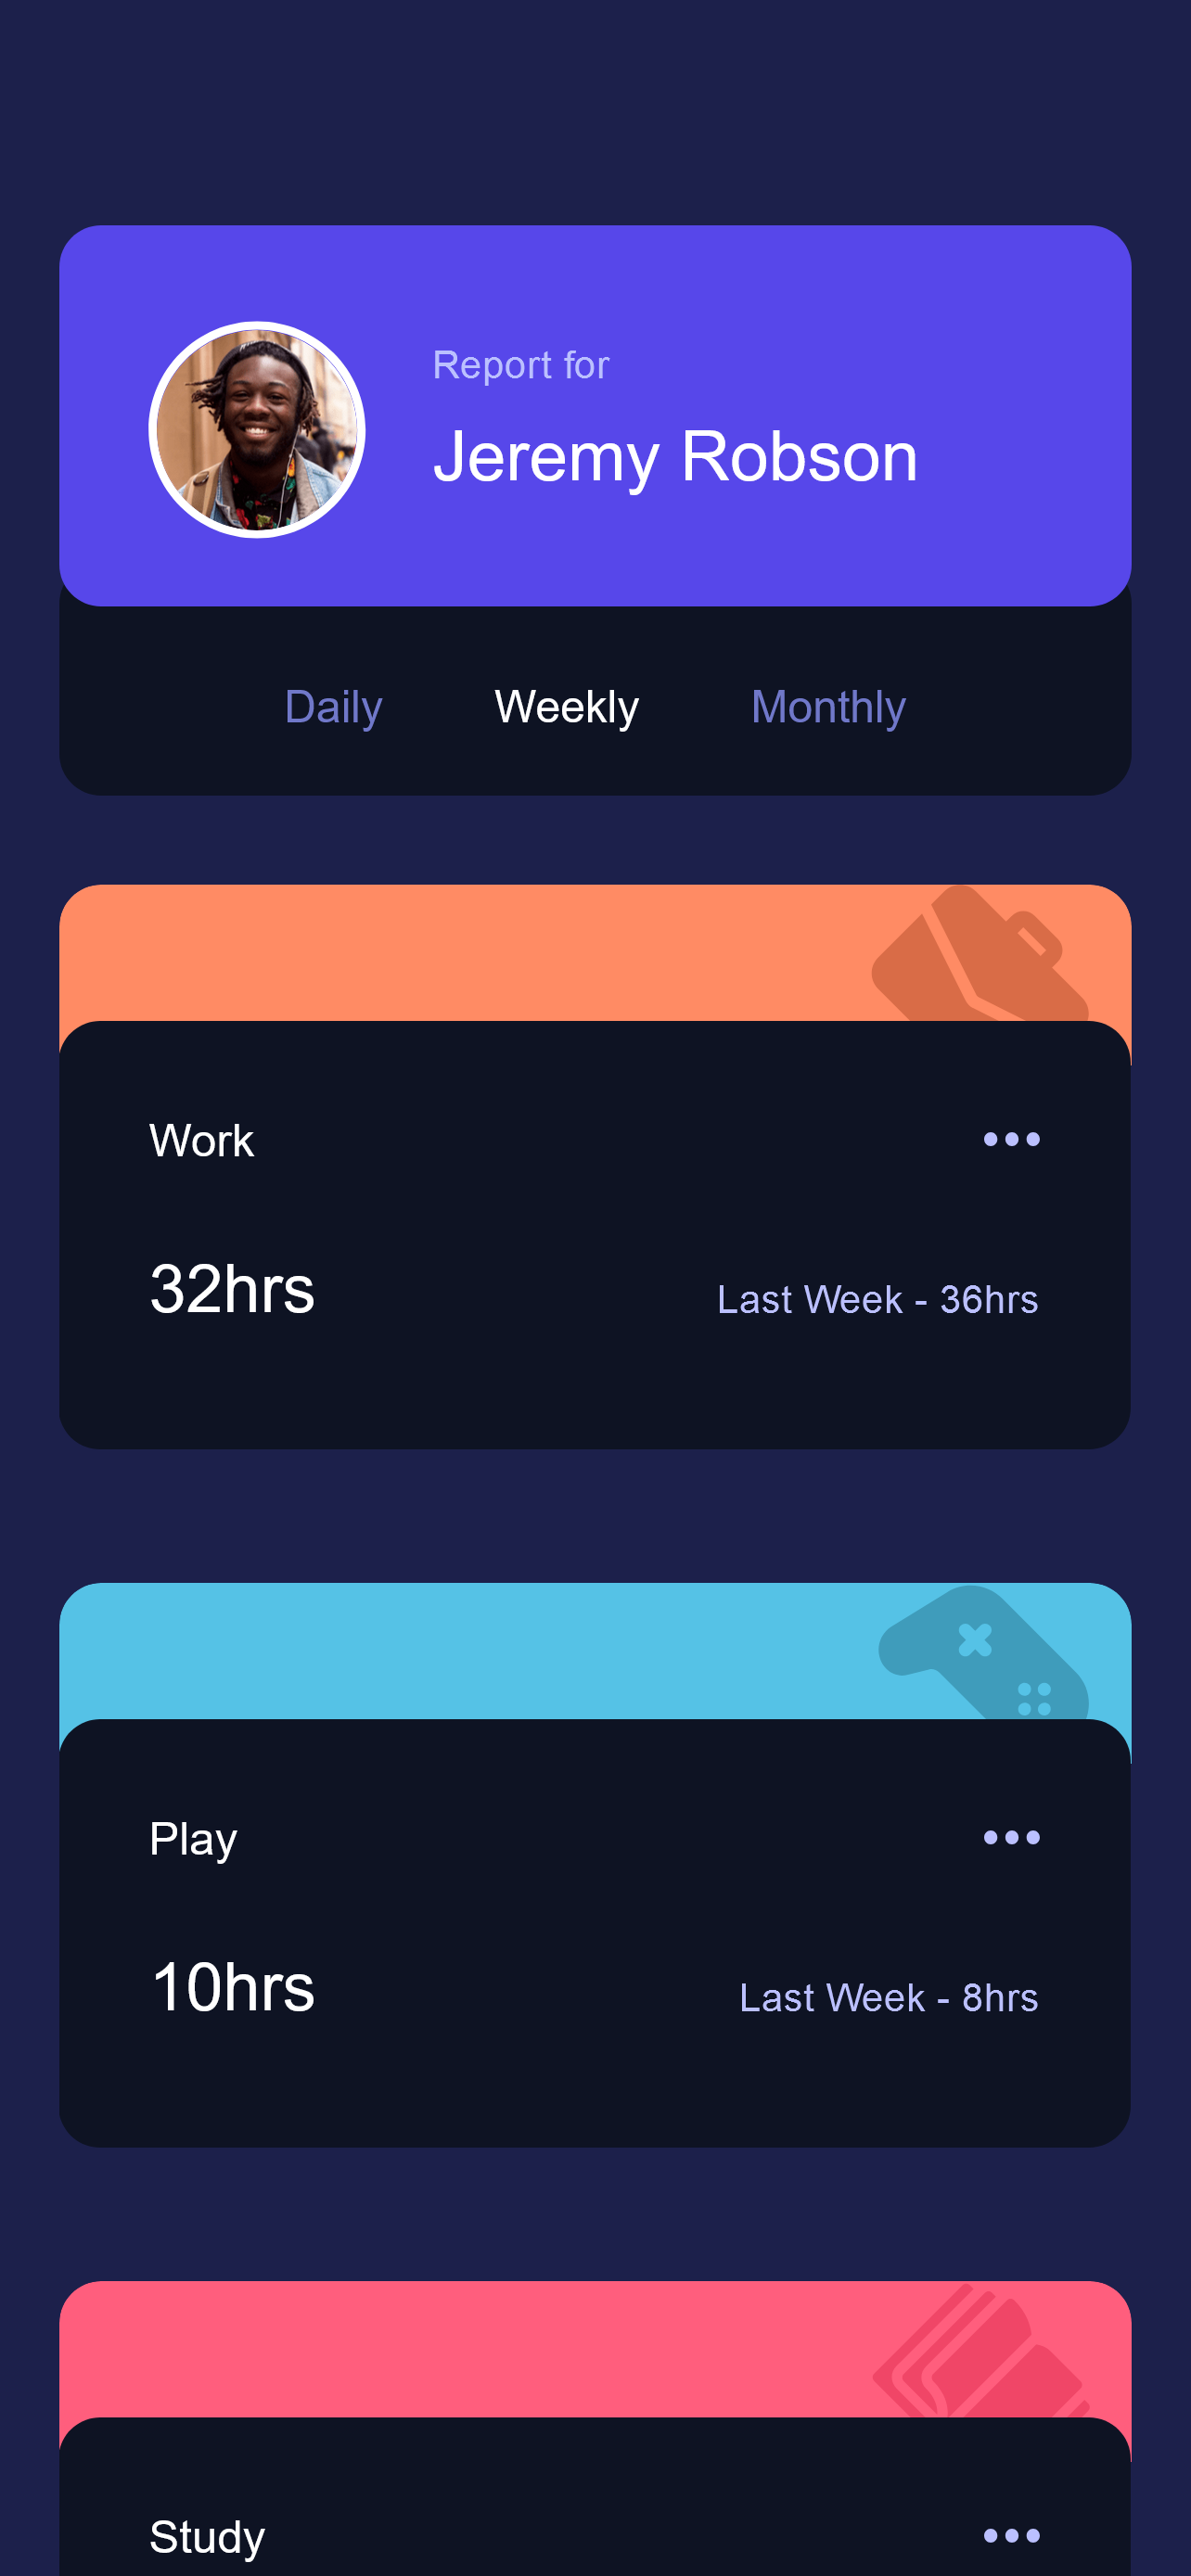 Report for
Jeremy Robson
Daily Weekly Monthly
Work
32hrs Last Week - 36hrs
Play
10hrs Last Week - 8hrs
Study